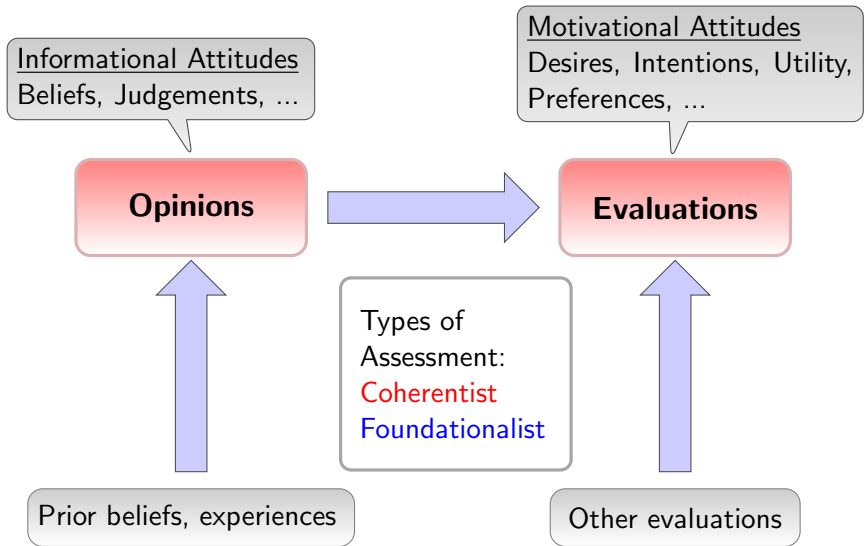 Informational Attitudes
Beliefs, Judgements, ...
Motivational Attitudes
Desires, Intentions, Utility,
Preferences, ...
Opinions
Evaluations
Types of
Assessment:
Coherentist
Foundationalist
Prior beliefs, experiences
Other evaluations